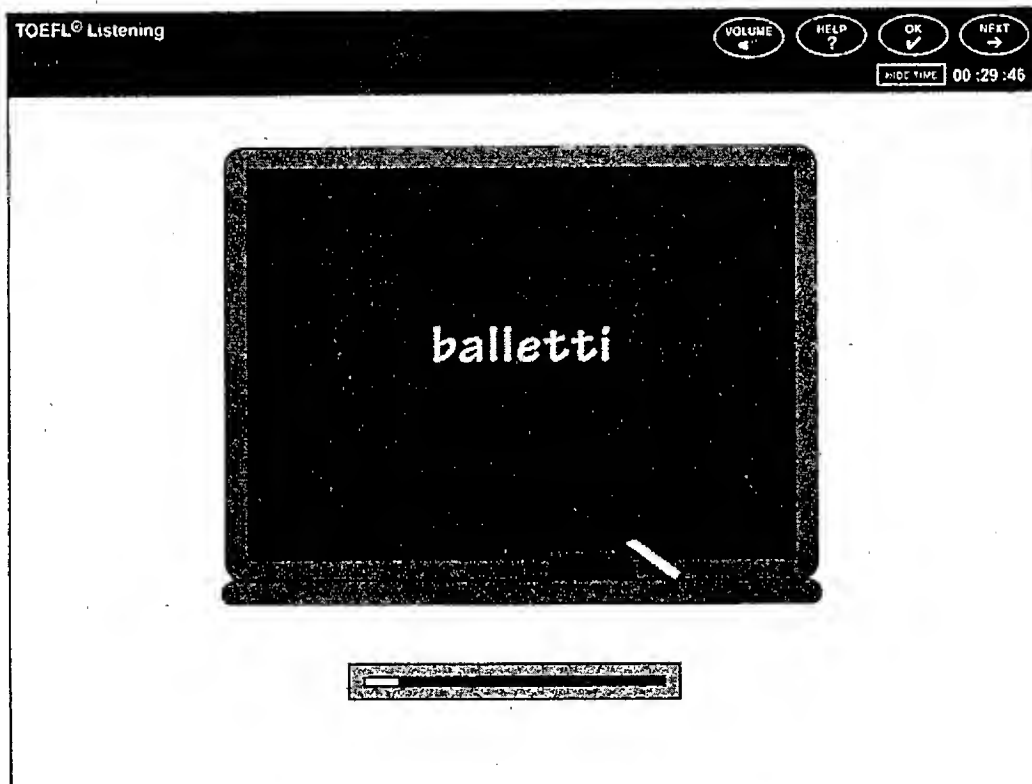 TOEFL® Listening
VOLUME
HELP
?
OK
NEXT
HIDE TIME 00 :29 :46
balletti